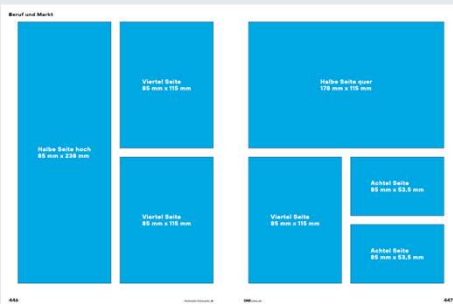 Beruf und Markt
Halbe Seite hoch
85 mm x 238 mm
Viertel Seite
85 mm x 115 mm
Viertel Seite
85 mm x 115 mm
Halbe Seite quer
178 mm x 115 mm
Viertel Seite
85 mm x 115 mm
Achtel Seite
85 mm x 53,5 mm
Achtel Seite
85 mm x 53,5 mm